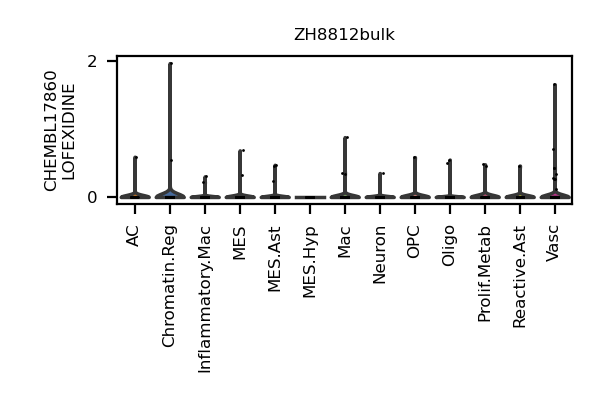 ZH8812bulk
CHEMBL17860
LOFEXIDINE
2
0
AC
Chromatin.Reg
Inflammatory.Mac
MES
MES.Ast
MES.Hyp
Mac
Neuron
OPC
Oligo
Prolif.Metab
Reactive.Ast
Vasc